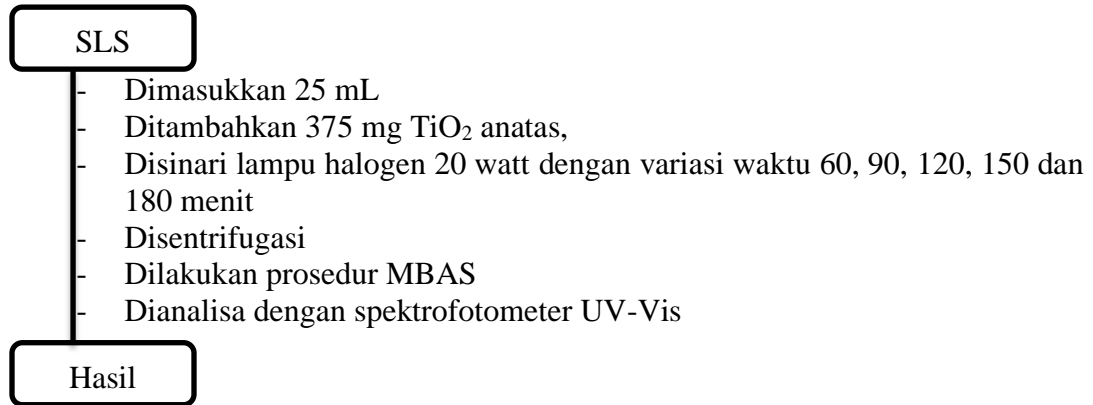 SLS
- Dimasukkan 25 mL
- Ditambahkan 375 mg TiO₂ anatas,
- Disinari lampu halogen 20 watt dengan variasi waktu 60, 90, 120, 150 dan
180 menit
- Disentrifugasi
- Dilakukan prosedur MBAS
- Dianalisa dengan spektrofotometer UV-Vis
Hasil